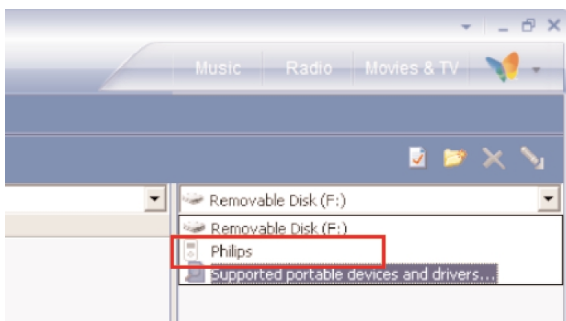 Music Radio Movies & TV
Removable Disk (F:)
Removable Disk (F:)
Philips
Supported portable devices and drivers...